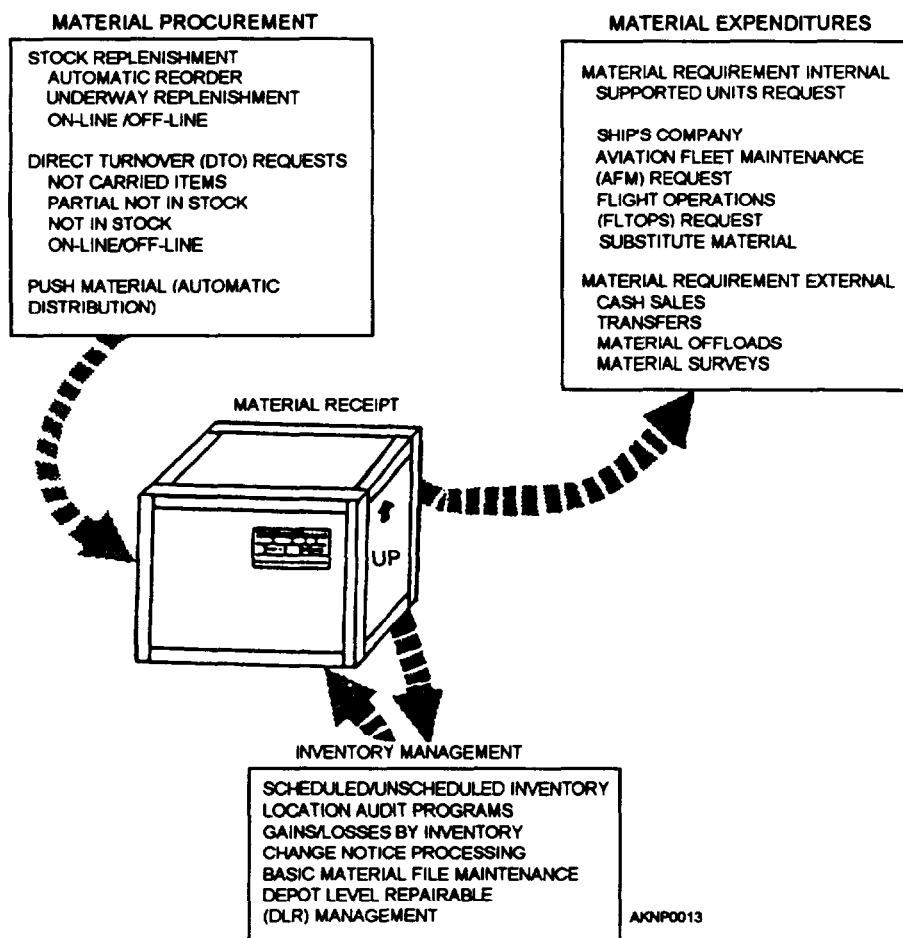 MATERIAL PROCUREMENT
STOCK REPLENISHMENT
AUTOMATIC REORDER
UNDERWAY REPLENISHMENT
ON-LINE /OFF-LINE
DIRECT TURNOVER (DTO) REQUESTS
NOT CARRIED ITEMS
PARTIAL NOT IN STOCK
NOT IN STOCK
ON-LINE/OFF-LINE
PUSH MATERIAL (AUTOMATIC
DISTRIBUTION)
MATERIAL EXPENDITURES
MATERIAL REQUIREMENT INTERNAL
SUPPORTED UNITS REQUEST
SHIP'S COMPANY
AVIATION FLEET MAINTENANCE
(AFM) REQUEST
FLIGHT OPERATIONS
(FLTOPS) REQUEST
SUBSTITUTE MATERIAL
MATERIAL REQUIREMENT EXTERNAL
CASH SALES
TRANSFERS
MATERIAL OFFLOADS
MATERIAL SURVEYS
MATERIAL RECEIPT
UP
INVENTORY MANAGEMENT
SCHEDULED/UNSCHEDULED INVENTORY
LOCATION AUDIT PROGRAMS
GAINS/LOSSES BY INVENTORY
CHANGE NOTICE PROCESSING
BASIC MATERIAL FILE MAINTENANCE
DEPOT LEVEL REPAIRABLE
(DLR) MANAGEMENT
AKNP0013